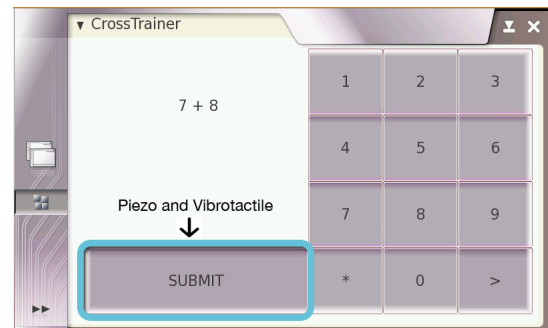 CrossTrainer
7 + 8
1 2 3
4 5 6
Piezo and Vibrotactile
7 8 9
SUBMIT
* 0 >